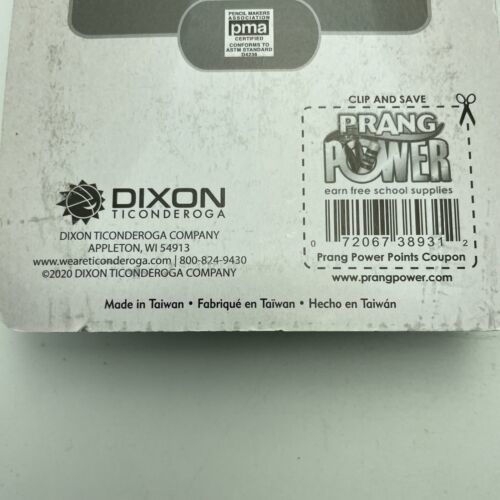 PENCIL MAKERS
ASSOCIATION
pma
CERTIFIED
CONFORMS TO
ASTM STANDARD
D4236
CLIP AND SAVE
PRANG
POWER
earn free school supplies
0 72067 38931 2
Prang Power Points Coupon
www.prangpower.com
DIXON
TICONDEROGA
DIXON TICONDEROGA COMPANY
APPLETON, WI 54913
www.weareticonderoga.com | 800-824-9430
©2020 DIXON TICONDEROGA COMPANY
Made in Taiwan • Fabriqué en Taïwan • Hecho en Taiwán